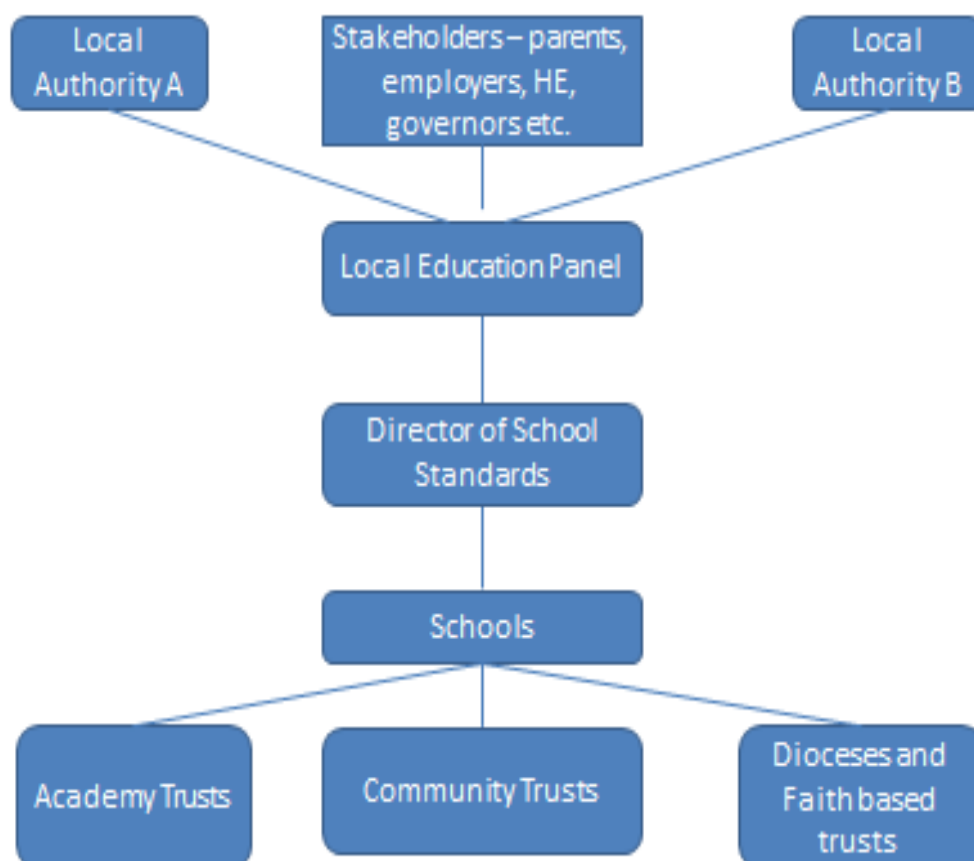 Local
Authority A
Stakeholders – parents,
employers, HE,
governors etc.
Local
Authority B
Local Education Panel
Director of School
Standards
Schools
Academy Trusts
Community Trusts
Dioceses and
Faith based
trusts